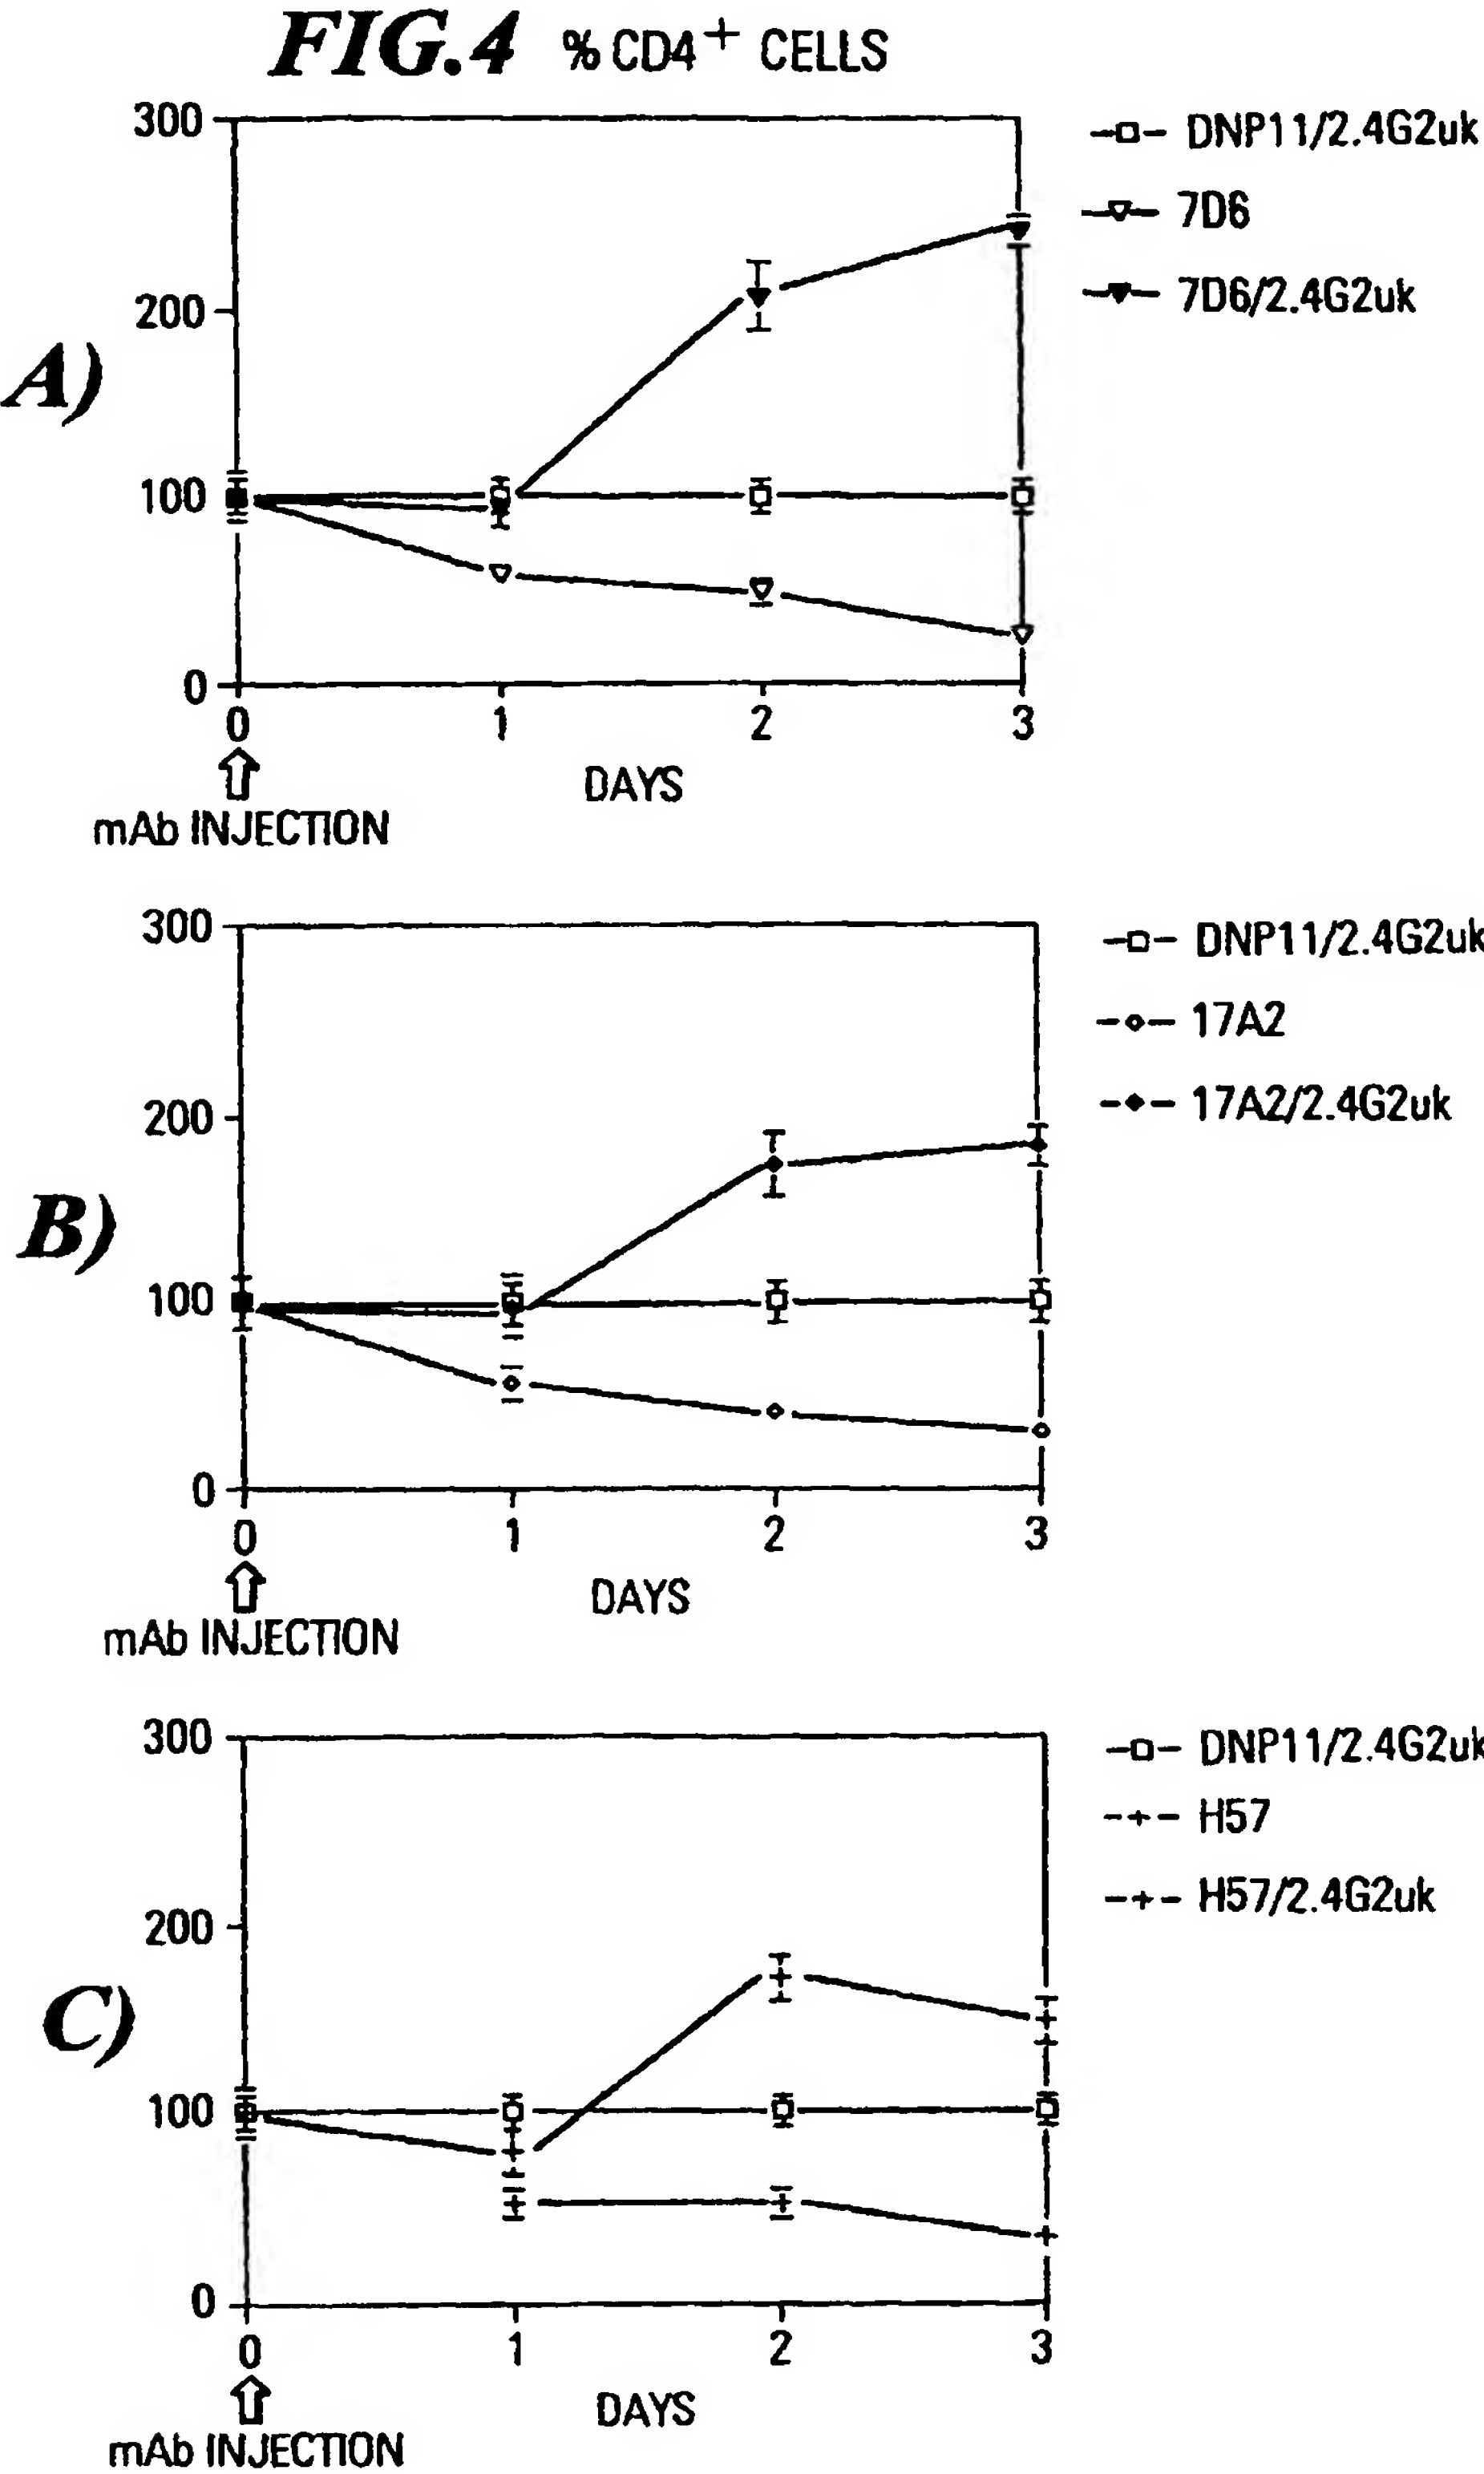 FIG.4 % CD4+ CELLS
A)
300
200
100
0
0 1 2 3
DAYS
mAb INJECTION
DNP11/2.4G2uk
7D6
7D6/2.4G2uk
B)
300
200
100
0
0 1 2 3
DAYS
mAb INJECTION
DNP11/2.4G2uk
17A2
17A2/2.4G2uk
C)
300
200
100
0
0 1 2 3
DAYS
mAb INJECTION
DNP11/2.4G2uk
H57
H57/2.4G2uk